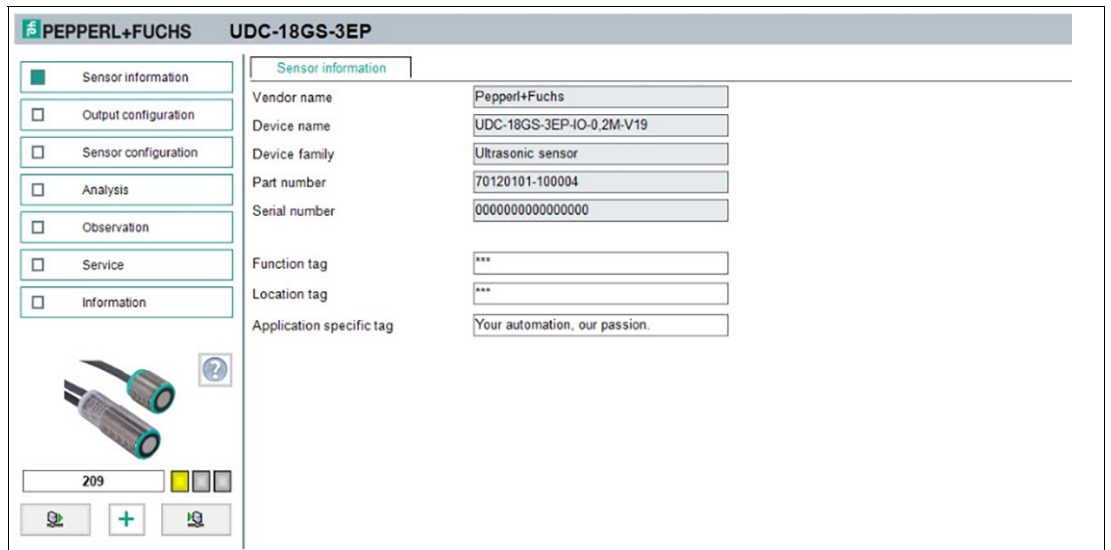 PEPPERL+FUCHS UDC-18GS-3EP
Sensor information
Output configuration
Sensor configuration
Analysis
Observation
Service
Information
209
Sensor information
Vendor name Pepperl+Fuchs
Device name UDC-18GS-3EP-IO-0,2M-V19
Device family Ultrasonic sensor
Part number 70120101-100004
Serial number 0000000000000000
Function tag ***
Location tag ***
Application specific tag Your automation, our passion.